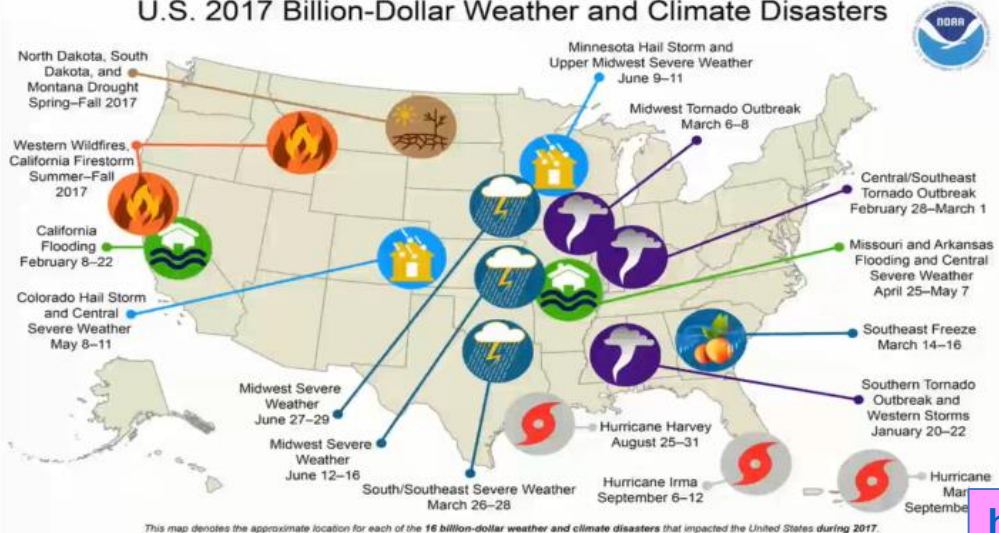 U.S. 2017 Billion-Dollar Weather and Climate Disasters
NOAA
North Dakota, South
Dakota, and
Montana Drought
Spring–Fall 2017
Minnesota Hail Storm and
Upper Midwest Severe Weather
June 9–11
Midwest Tornado Outbreak
March 6–8
Western Wildfires,
California Firestorm
Summer–Fall
2017
Central/Southeast
Tornado Outbreak
February 28–March 1
California
Flooding
February 8–22
Missouri and Arkansas
Flooding and Central
Severe Weather
April 25–May 7
Colorado Hail Storm
and Central
Severe Weather
May 8–11
Southeast Freeze
March 14–16
Midwest Severe
Weather
June 27–29
Southern Tornado
Outbreak and
Western Storms
January 20–22
Midwest Severe
Weather
June 12–16
Hurricane Harvey
August 25–31
South/Southeast Severe Weather
March 26–28
Hurricane Irma
September 6–12
Hurricane
This map denotes the approximate location for each of the 16 billion-dollar weather and climate disasters that impacted the United States during 2017.